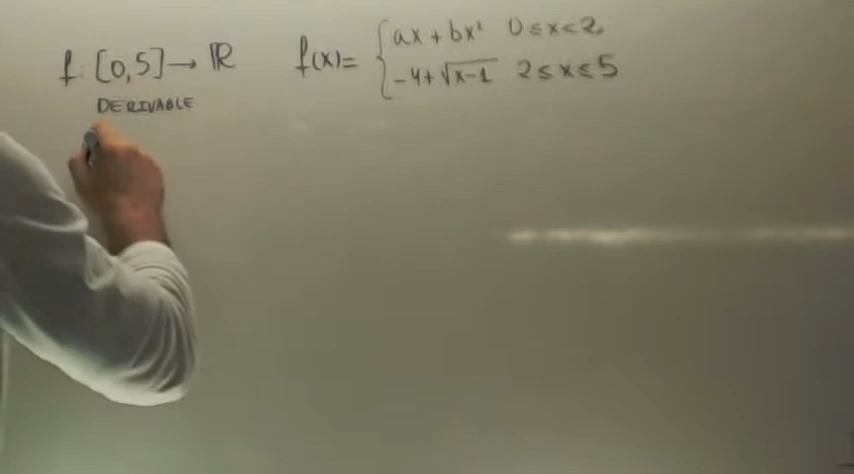 f: [0,5] → ℝ f(x)= { ax + bx² 0 ≤ x < 2
-4+√x-1 2 ≤ x ≤ 5
DERIVABLE